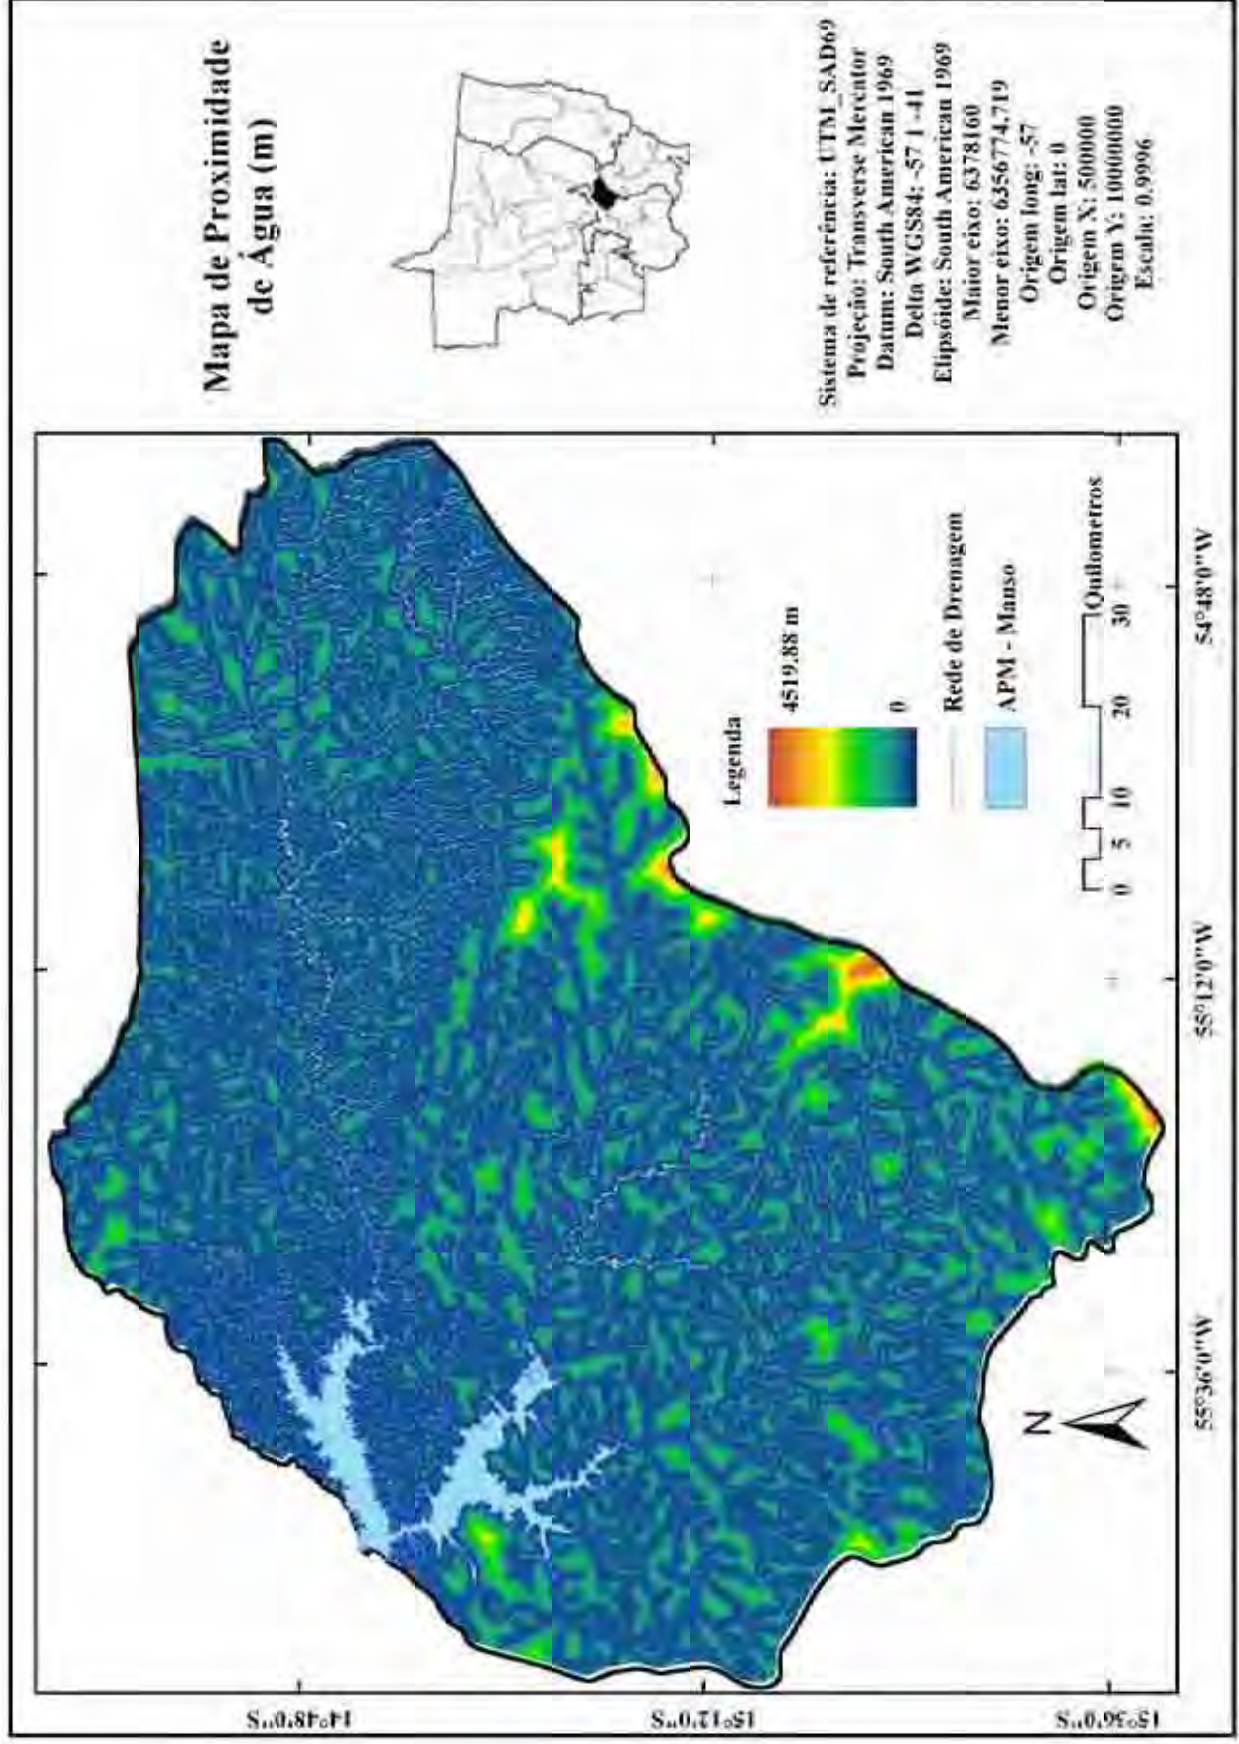 Mapa de Proximidade
de Água (m)
Sistema de referência: UTM_SAD69
Projeção: Transverse Mercator
Datum: South American 1969
Delta WGS84: -57 1 -41
Elipsóide: South American 1969
Maior eixo: 6378160
Menor eixo: 6356774.719
Origem long: -57
Origem lat: 0
Origem X: 500000
Origem Y: 10000000
Escala: 0.9996
Legenda
4519.88 m
0
Rede de Drenagem
APM - Manso
0 5 10 20 30 Quilometros
N
55°36'0"W 55°12'0"W 54°48'0"W
14°48'0"S
15°12'0"S
15°36'0"S